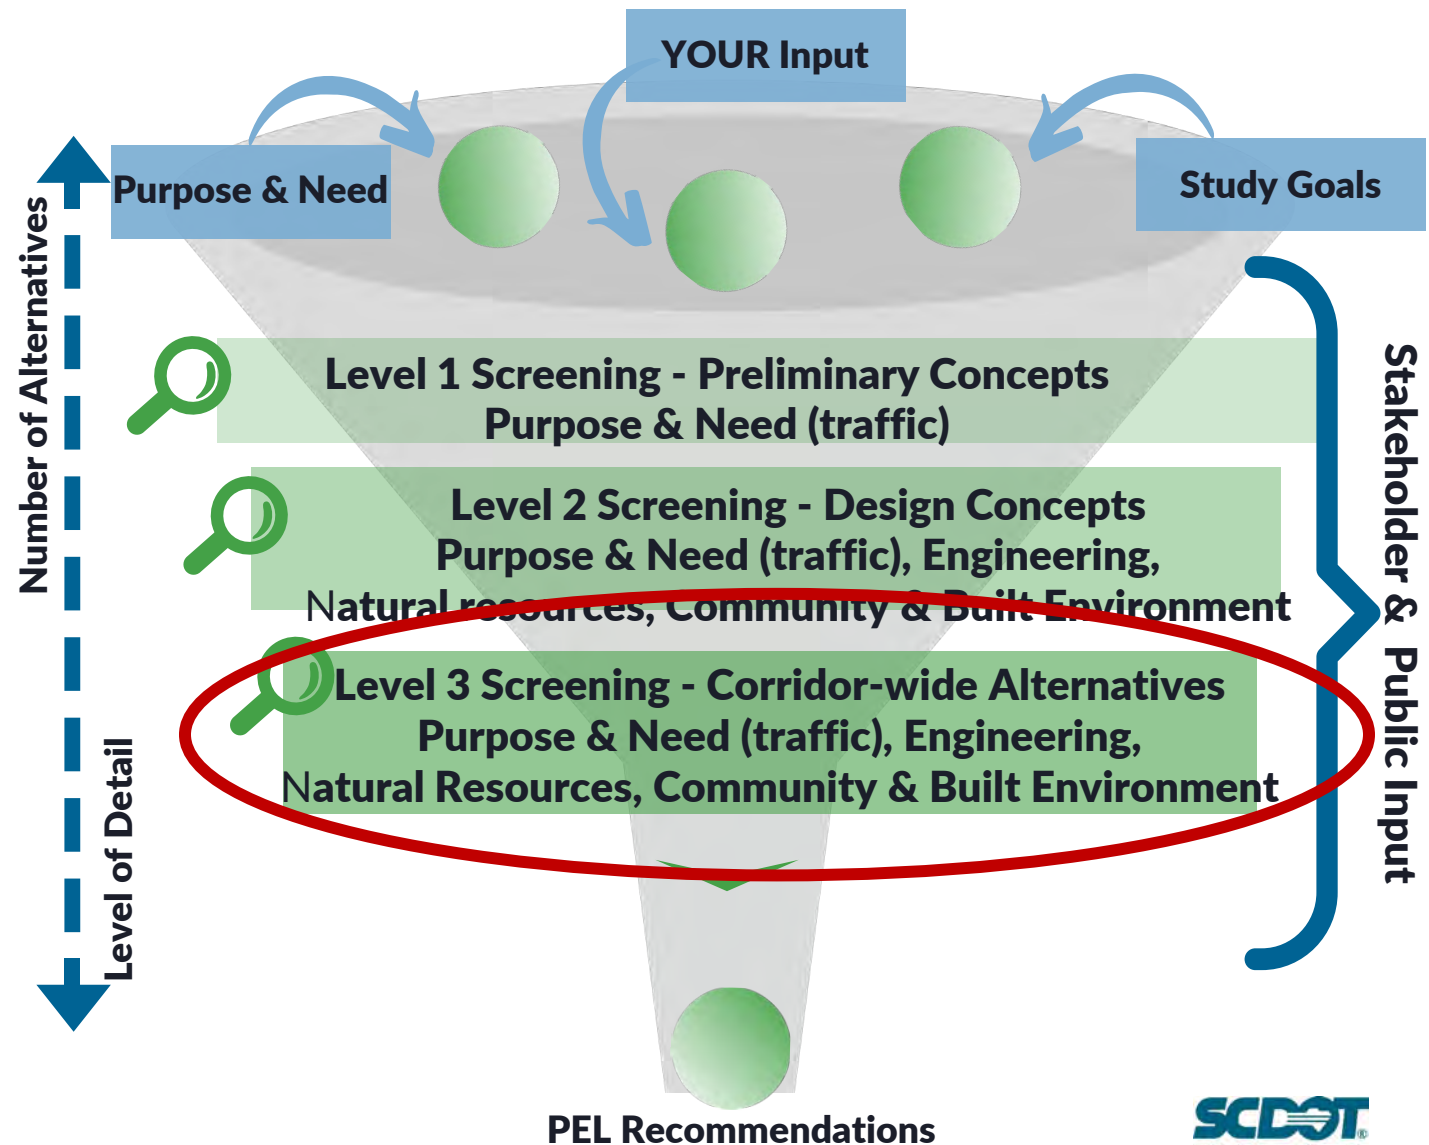 YOUR Input
Purpose & Need
Study Goals
Number of Alternatives
Level 1 Screening - Preliminary Concepts
Purpose & Need (traffic)
Level 2 Screening - Design Concepts
Purpose & Need (traffic), Engineering,
Natural resources, Community & Built Environment
Level 3 Screening - Corridor-wide Alternatives
Purpose & Need (traffic), Engineering,
Natural Resources, Community & Built Environment
Stakeholder & Public Input
Level of Detail
PEL Recommendations
SCDOT®